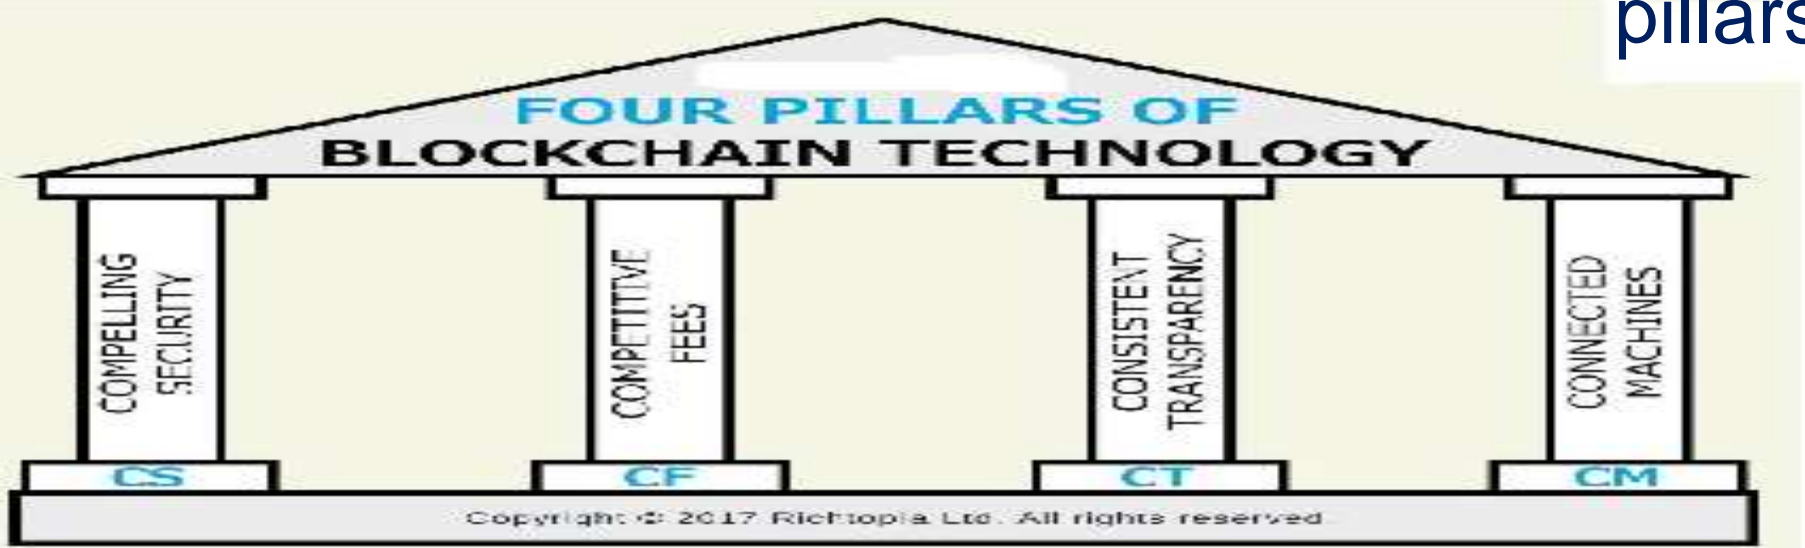 pillars
FOUR PILLARS OF
BLOCKCHAIN TECHNOLOGY
COMPELLING
SECURITY
COMPETITIVE
FEES
CONSISTENT
TRANSPARENCY
CONNECTED
MACHINES
CS
CF
CT
CM
Copyright © 2017 Richtopia Ltd. All rights reserved